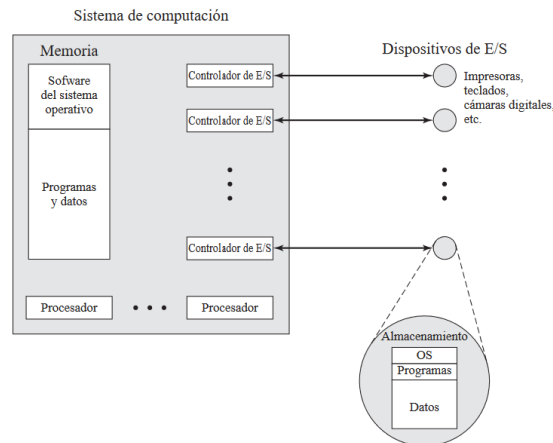 Sistema de computación
Memoria
Sofware
del sistema
operativo
Programas
y datos
Controlador de E/S
Controlador de E/S
Controlador de E/S
Procesador
Procesador
Dispositivos de E/S
Impresoras,
teclados,
cámaras digitales,
etc.
Almacenamiento
OS
Programas
Datos